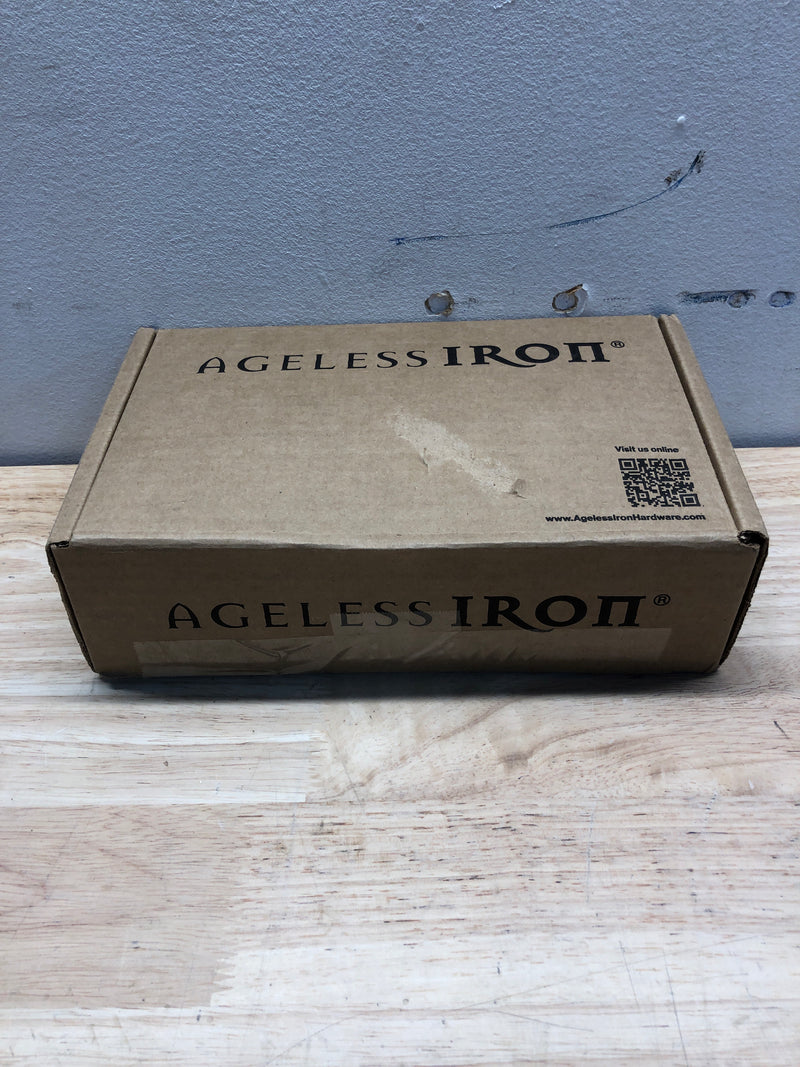 AGELESS IRON®
Visit us online
www.AgelessIronHardware.com
AGELESS IRON®